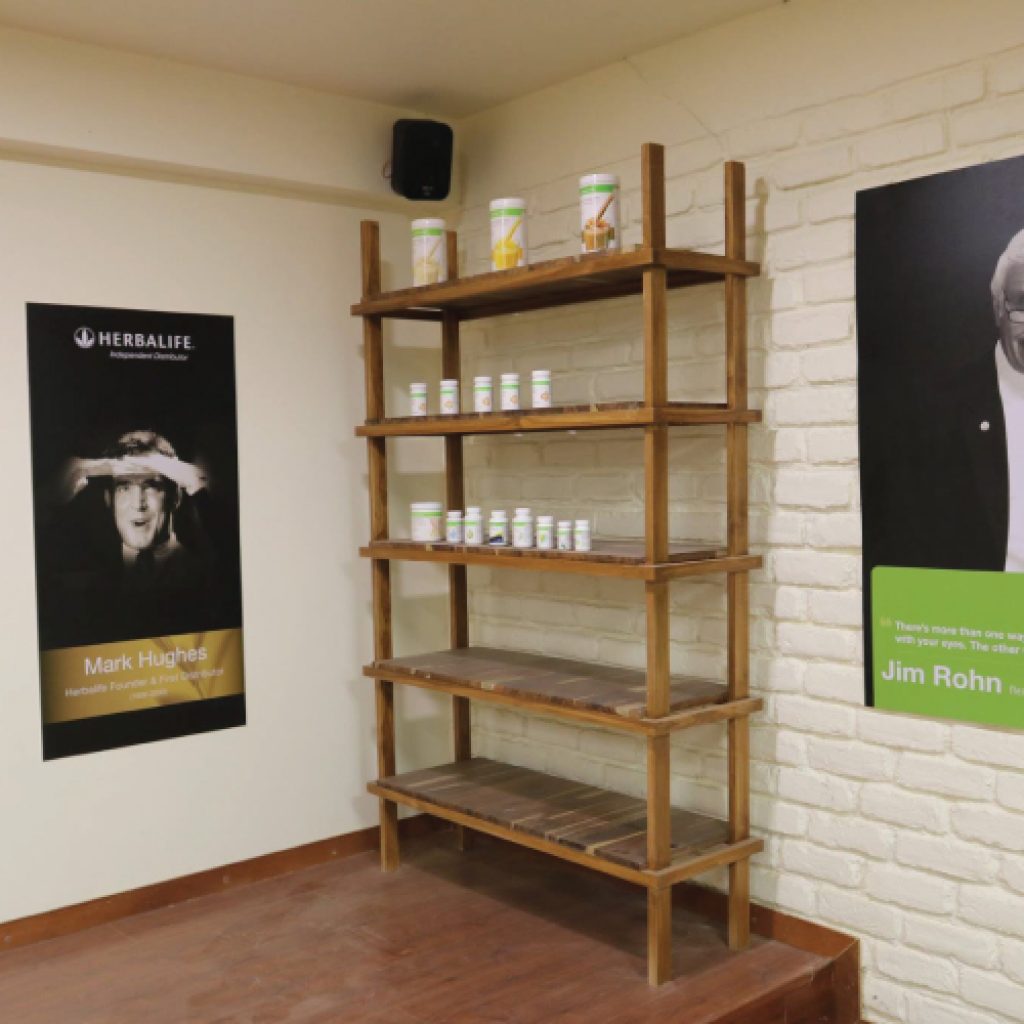 HERBALIFE
Independent Distributor
Mark Hughes
Herbalife Founder & First Distributor
“ There's more than one way
with your eyes. The other
Jim Rohn